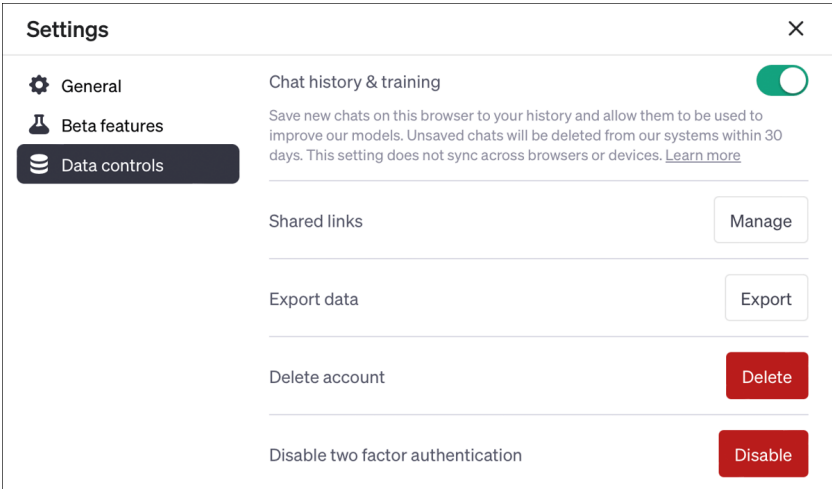 Settings
General
Beta features
Data controls
Chat history & training
Save new chats on this browser to your history and allow them to be used to
improve our models. Unsaved chats will be deleted from our systems within 30
days. This setting does not sync across browsers or devices. Learn more
Shared links
Manage
Export data
Export
Delete account
Delete
Disable two factor authentication
Disable